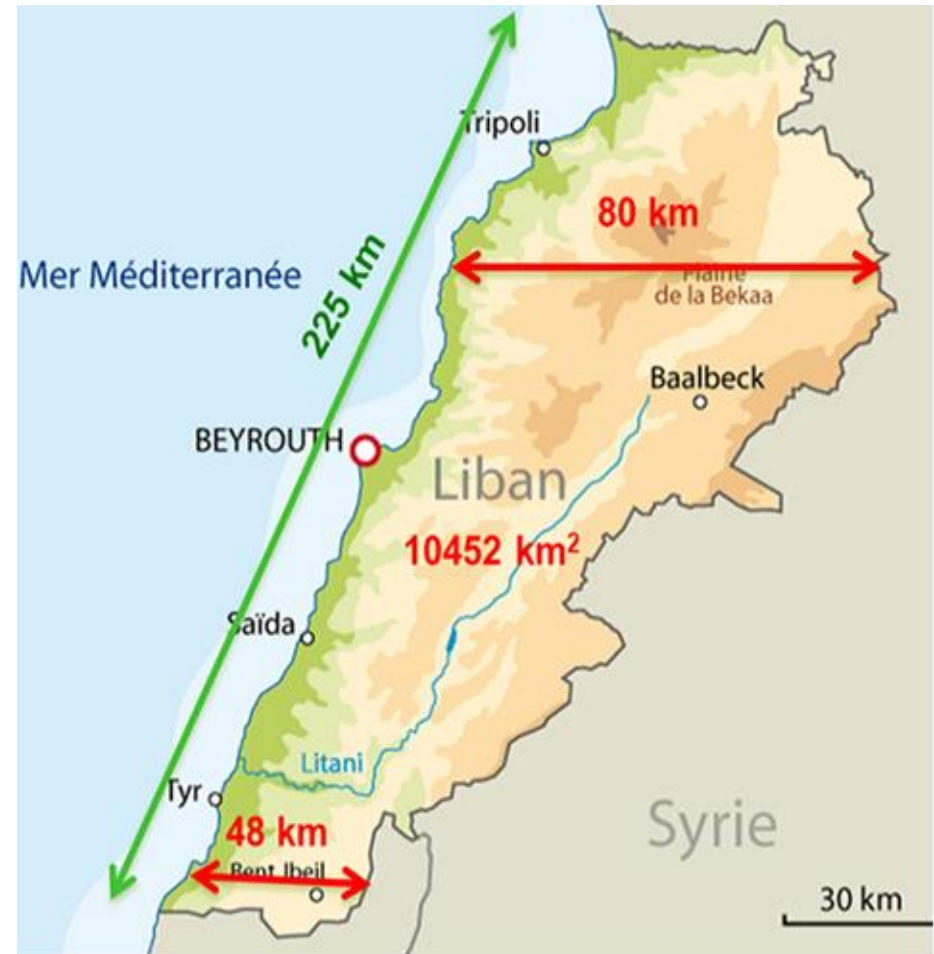 Tripoli
80 km
Mer Méditerranée
225 km
Plaine
de la Bekaa
Baalbeck
BEYROUTH
Liban
10452 km²
Saïda
Litani
Tyr
48 km
Bent Jbeil
Syrie
30 km